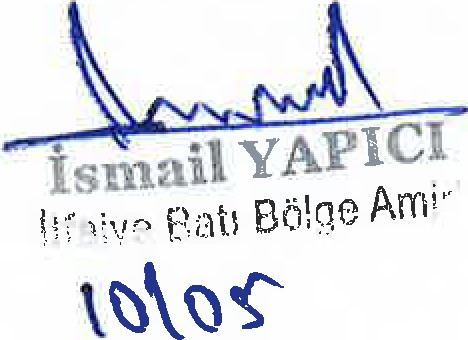 İsmail YAPICI
İtfaiye Batı Bölge Amir
10/05